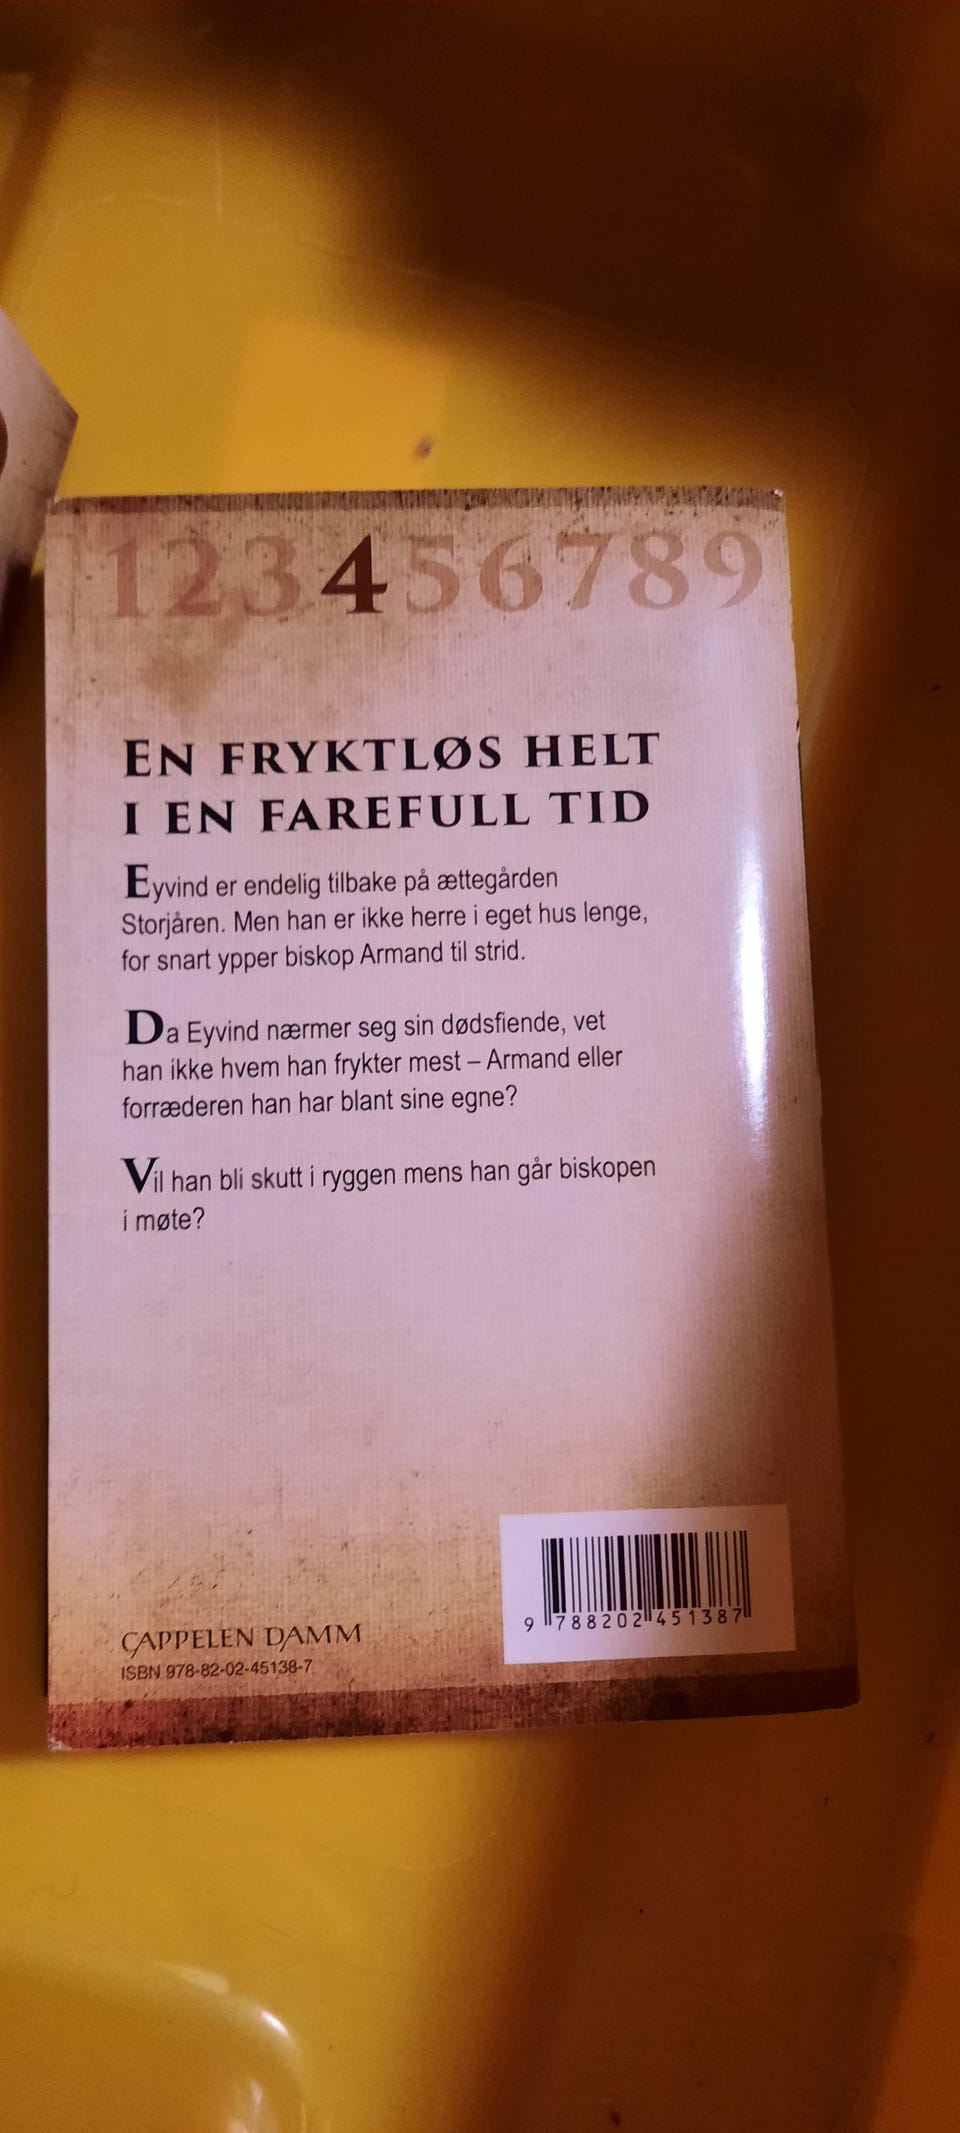 123456789
EN FRYKTLØS HELT
I EN FAREFULL TID
Eyvind er endelig tilbake på ættegården
Storjåren. Men han er ikke herre i eget hus lenge,
for snart ypper biskop Armand til strid.
Da Eyvind nærmer seg sin dødsfiende, vet
han ikke hvem han frykter mest – Armand eller
forræderen han har blant sine egne?
Vil han bli skutt i ryggen mens han går biskopen
i møte?
CAPPELEN DAMM
ISBN 978-82-02-45138-7
9 788202 451387